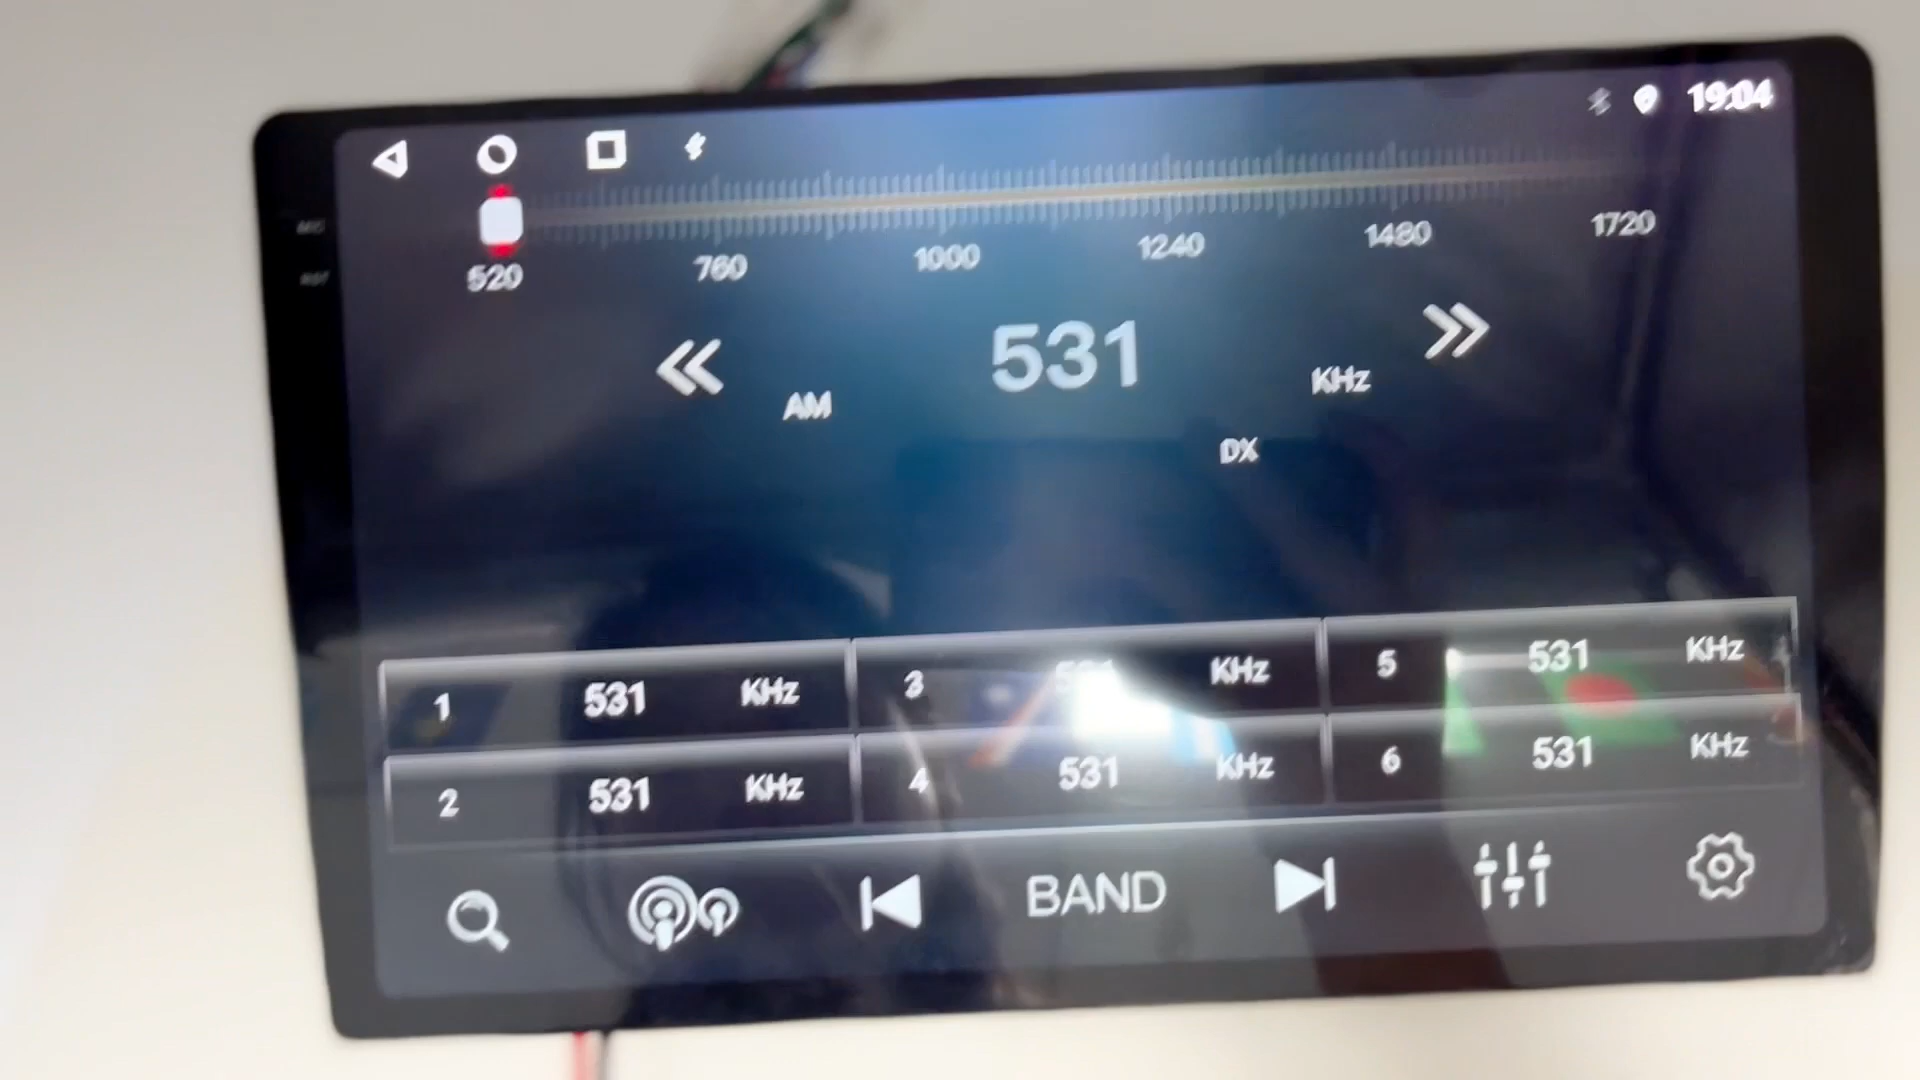 19:04
520 760 1000 1240 1480 1720
531
AM KHz
DX
1 531 KHz
3 KHz
5 531 KHz
2 531 KHz
4 531 KHz
6 531 KHz
BAND